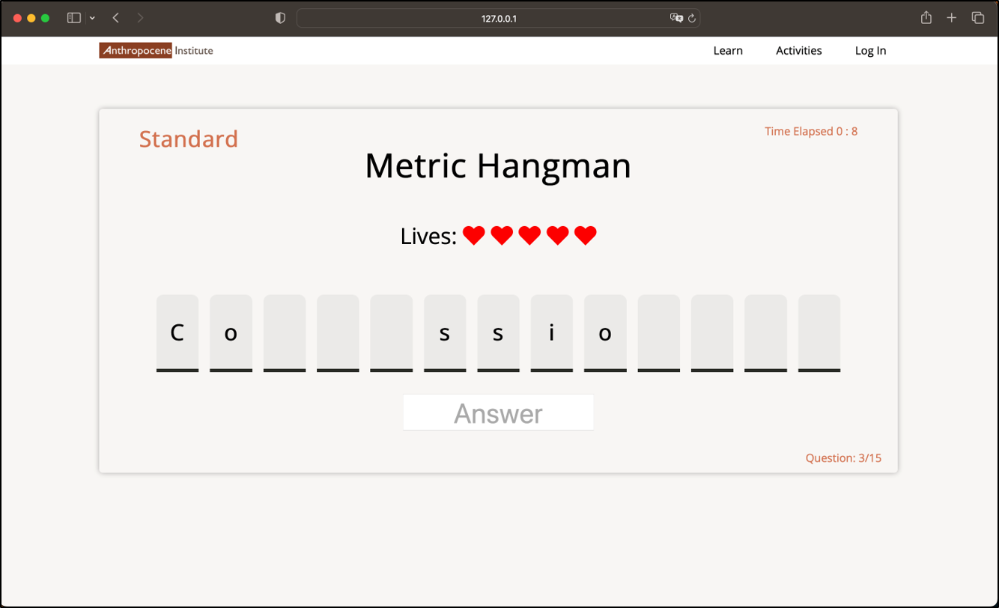 127.0.0.1
Anthropocene Institute Learn Activities Log In
Standard
Time Elapsed 0 : 8
Metric Hangman
Lives:
C o s s i o
Answer
Question: 3/15